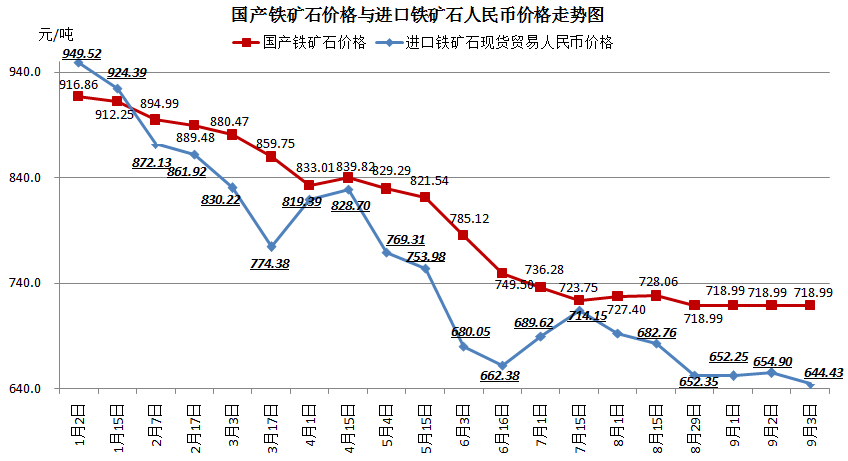 国产铁矿石价格与进口铁矿石人民币价格走势图
元/吨
国产铁矿石价格 进口铁矿石现货贸易人民币价格
940.0
840.0
740.0
640.0
916.86
912.25
894.99
889.48
880.47
859.75
833.01
839.82
829.29
821.54
785.12
749.50
736.28
723.75
727.40
728.06
718.99
718.99
718.99
718.99
949.52
924.39
872.13
861.92
830.22
774.38
819.39
828.70
769.31
753.98
680.05
662.38
689.62
714.15
682.76
652.35
652.25
654.90
644.43
1月2日
1月15日
2月7日
2月17日
3月3日
3月17日
4月1日
4月15日
5月4日
5月15日
6月3日
6月16日
7月1日
7月15日
8月1日
8月15日
8月29日
9月1日
9月2日
9月3日